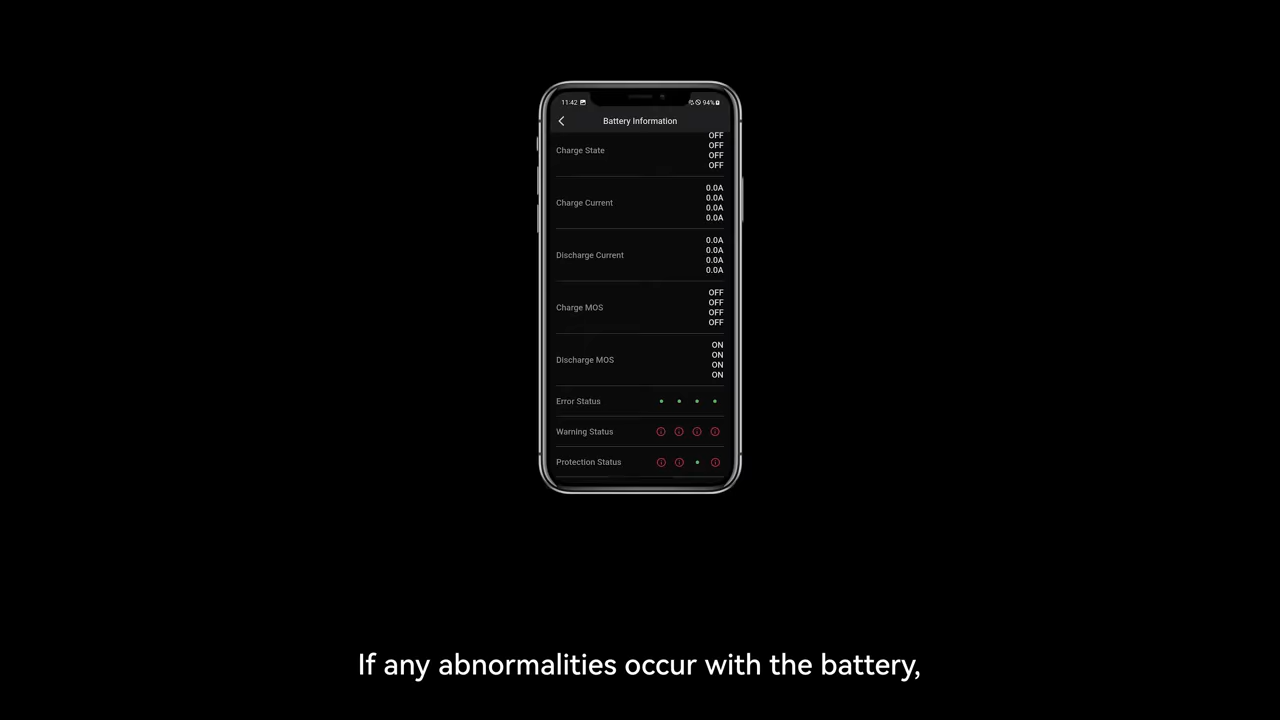 11:42 94%
Battery Information
OFF
OFF
Charge State
OFF
OFF
0.0A
0.0A
Charge Current
0.0A
0.0A
0.0A
0.0A
Discharge Current
0.0A
0.0A
OFF
OFF
Charge MOS
OFF
OFF
ON
ON
Discharge MOS
ON
ON
Error Status
Warning Status
Protection Status
If any abnormalities occur with the battery,